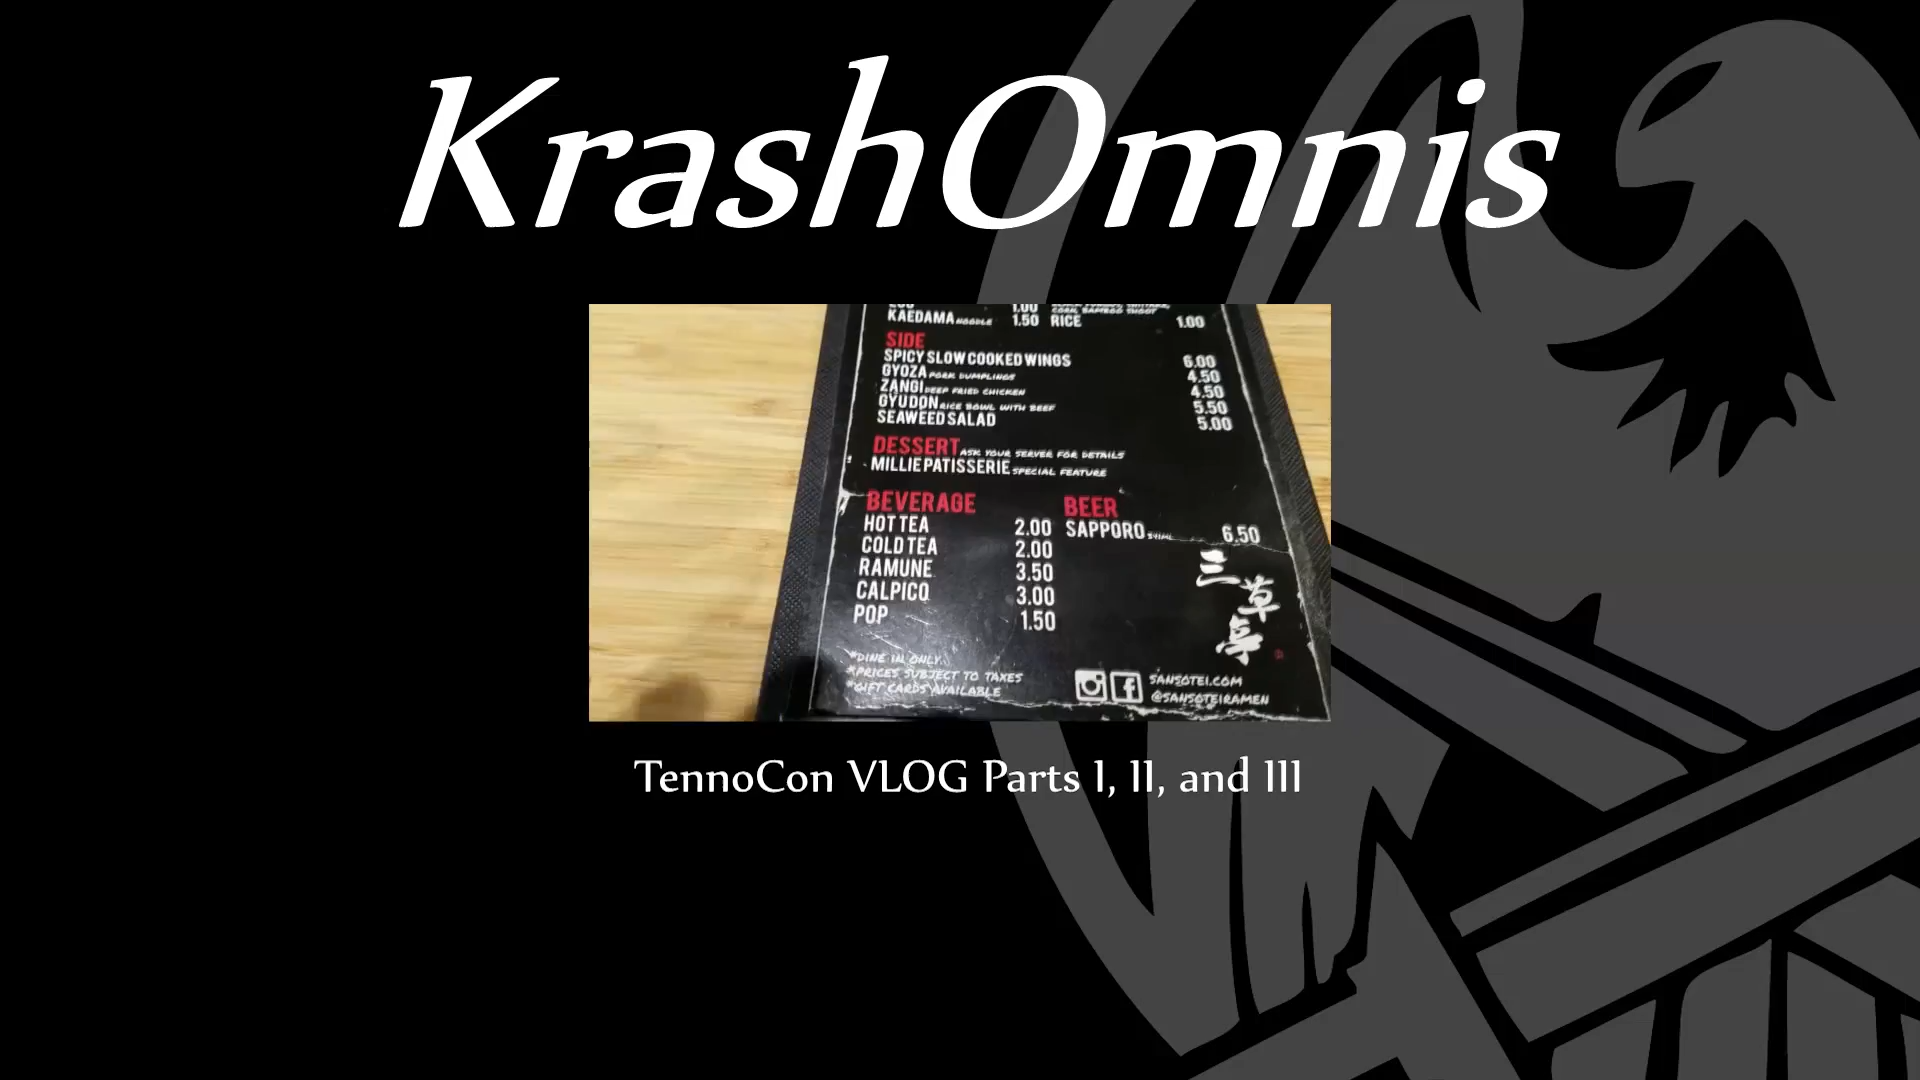 KrashOmnis
1.00
KAEDAMA NOODLE 1.50 RICE 1.00
SIDE
SPICY SLOW COOKED WINGS 6.00
GYOZA PORK DUMPLINGS 4.50
ZANGI DEEP FRIED CHICKEN 4.50
GYUDON RICE BOWL WITH BEEF 5.50
SEAWEED SALAD 5.00
DESSERT ASK YOUR SERVER FOR DETAILS
MILLIE PATISSERIE SPECIAL FEATURE
BEVERAGE
HOT TEA 2.00
COLD TEA 2.00
RAMUNE 3.50
CALPICO 3.00
POP 1.50
BEER
SAPPORO 6.50
三草亭
*DINE IN ONLY.
*PRICES SUBJECT TO TAXES
*GIFT CARDS AVAILABLE
SANSOTEI.COM
@SANSOTEIRAMEN
TennoCon VLOG Parts I, II, and III